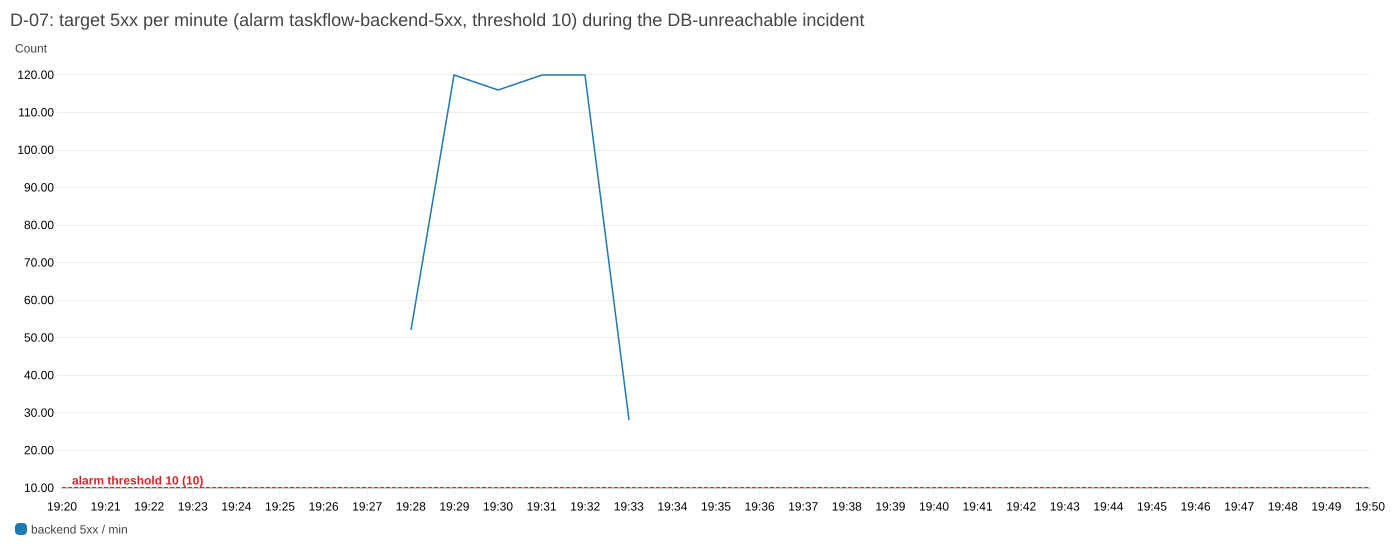 D-07: target 5xx per minute (alarm taskflow-backend-5xx, threshold 10) during the DB-unreachable incident
Count
120.00
110.00
100.00
90.00
80.00
70.00
60.00
50.00
40.00
30.00
20.00
10.00
alarm threshold 10 (10)
19:20 19:21 19:22 19:23 19:24 19:25 19:26 19:27 19:28 19:29 19:30 19:31 19:32 19:33 19:34 19:35 19:36 19:37 19:38 19:39 19:40 19:41 19:42 19:43 19:44 19:45 19:46 19:47 19:48 19:49 19:50
backend 5xx / min